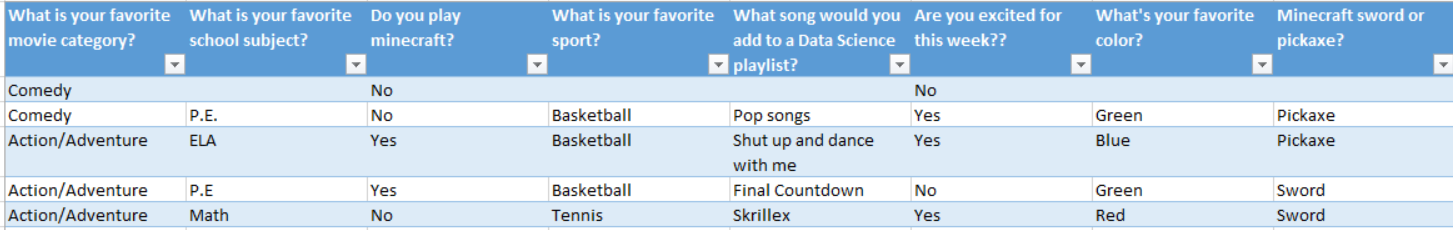 What is your favorite movie category? What is your favorite school subject? Do you play minecraft? What is your favorite sport? What song would you add to a Data Science playlist? Are you excited for this week?? What's your favorite color? Minecraft sword or pickaxe?
Comedy No No
Comedy P.E. No Basketball Pop songs Yes Green Pickaxe
Action/Adventure ELA Yes Basketball Shut up and dance with me Yes Blue Pickaxe
Action/Adventure P.E Yes Basketball Final Countdown No Green Sword
Action/Adventure Math No Tennis Skrillex Yes Red Sword